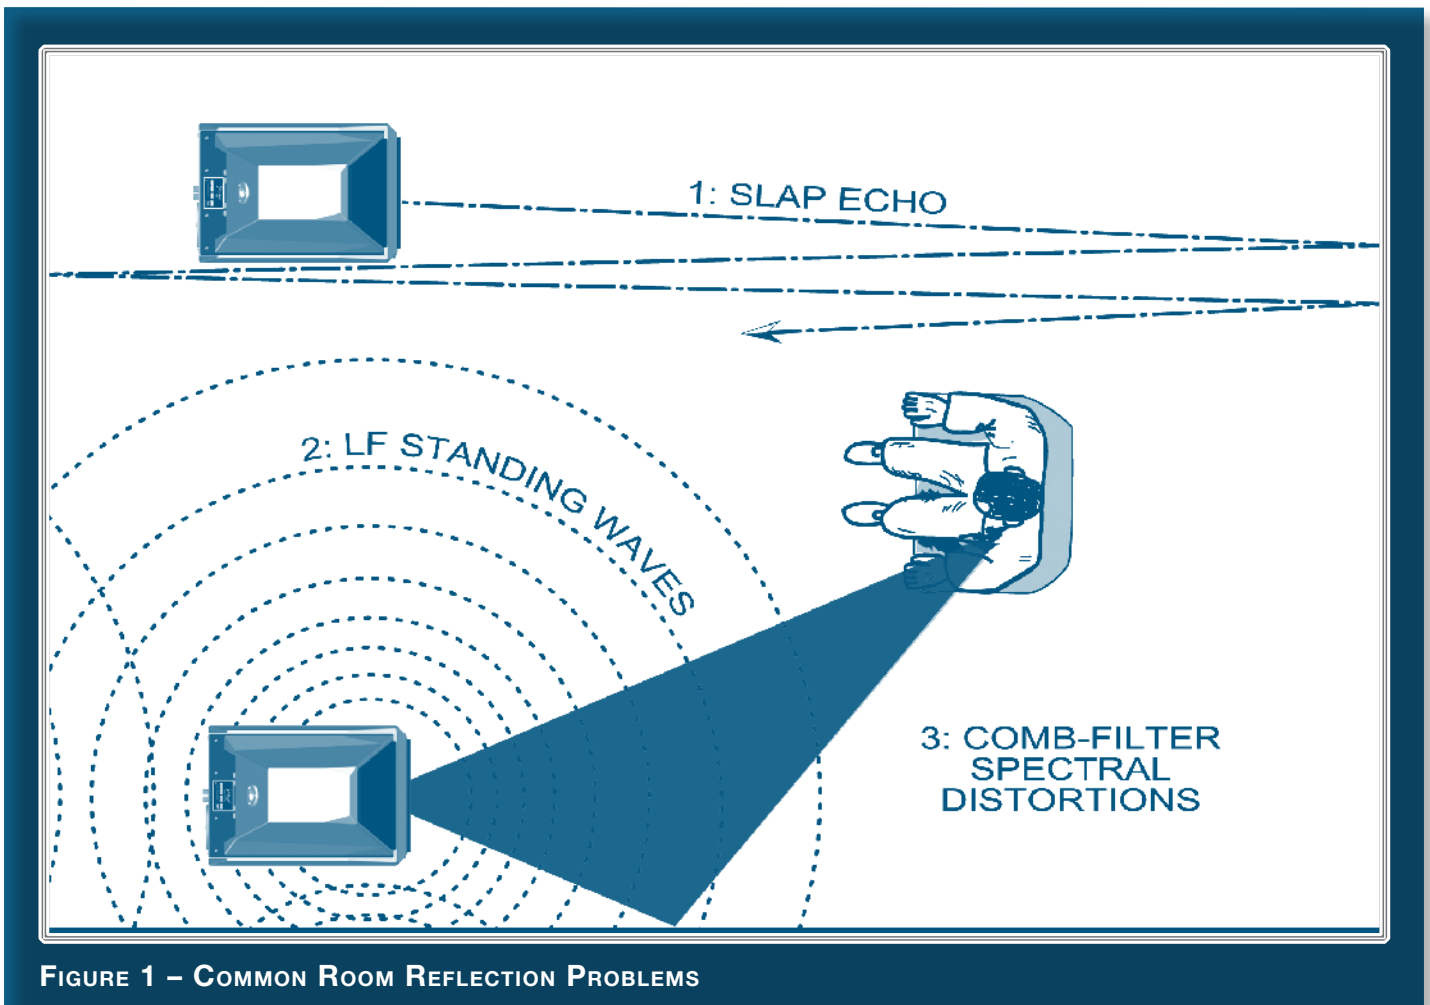 1: SLAP ECHO
2: LF STANDING WAVES
3: COMB-FILTER
SPECTRAL
DISTORTIONS
FIGURE 1 – COMMON ROOM REFLECTION PROBLEMS